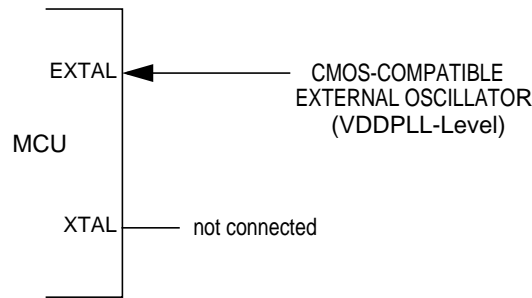 EXTAL
CMOS-COMPATIBLE
EXTERNAL OSCILLATOR
(VDDPLL-Level)
MCU
XTAL
not connected